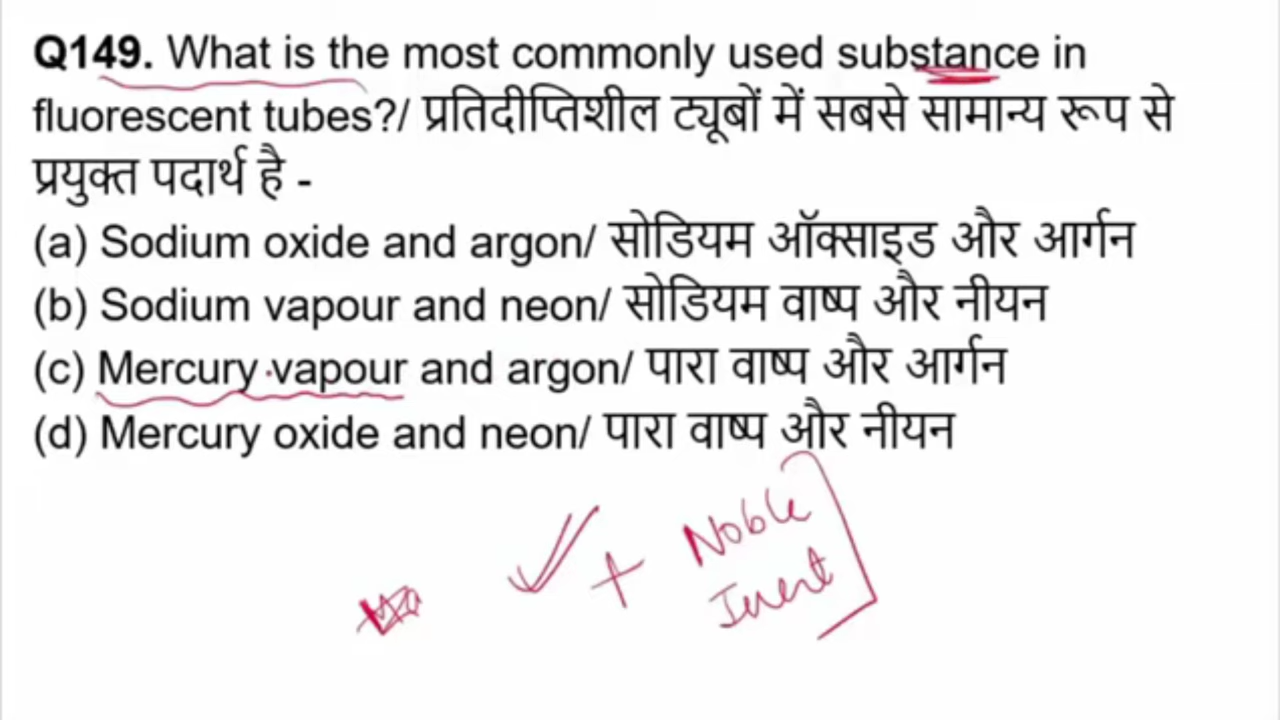 Q149. What is the most commonly used substance in
fluorescent tubes?/ प्रतिदीप्तिशील ट्यूबों में सबसे सामान्य रूप से
प्रयुक्त पदार्थ है -
(a) Sodium oxide and argon/ सोडियम ऑक्साइड और आर्गन
(b) Sodium vapour and neon/ सोडियम वाष्प और नीयन
(c) Mercury vapour and argon/ पारा वाष्प और आर्गन
(d) Mercury oxide and neon/ पारा वाष्प और नीयन
+ Noble
Inert